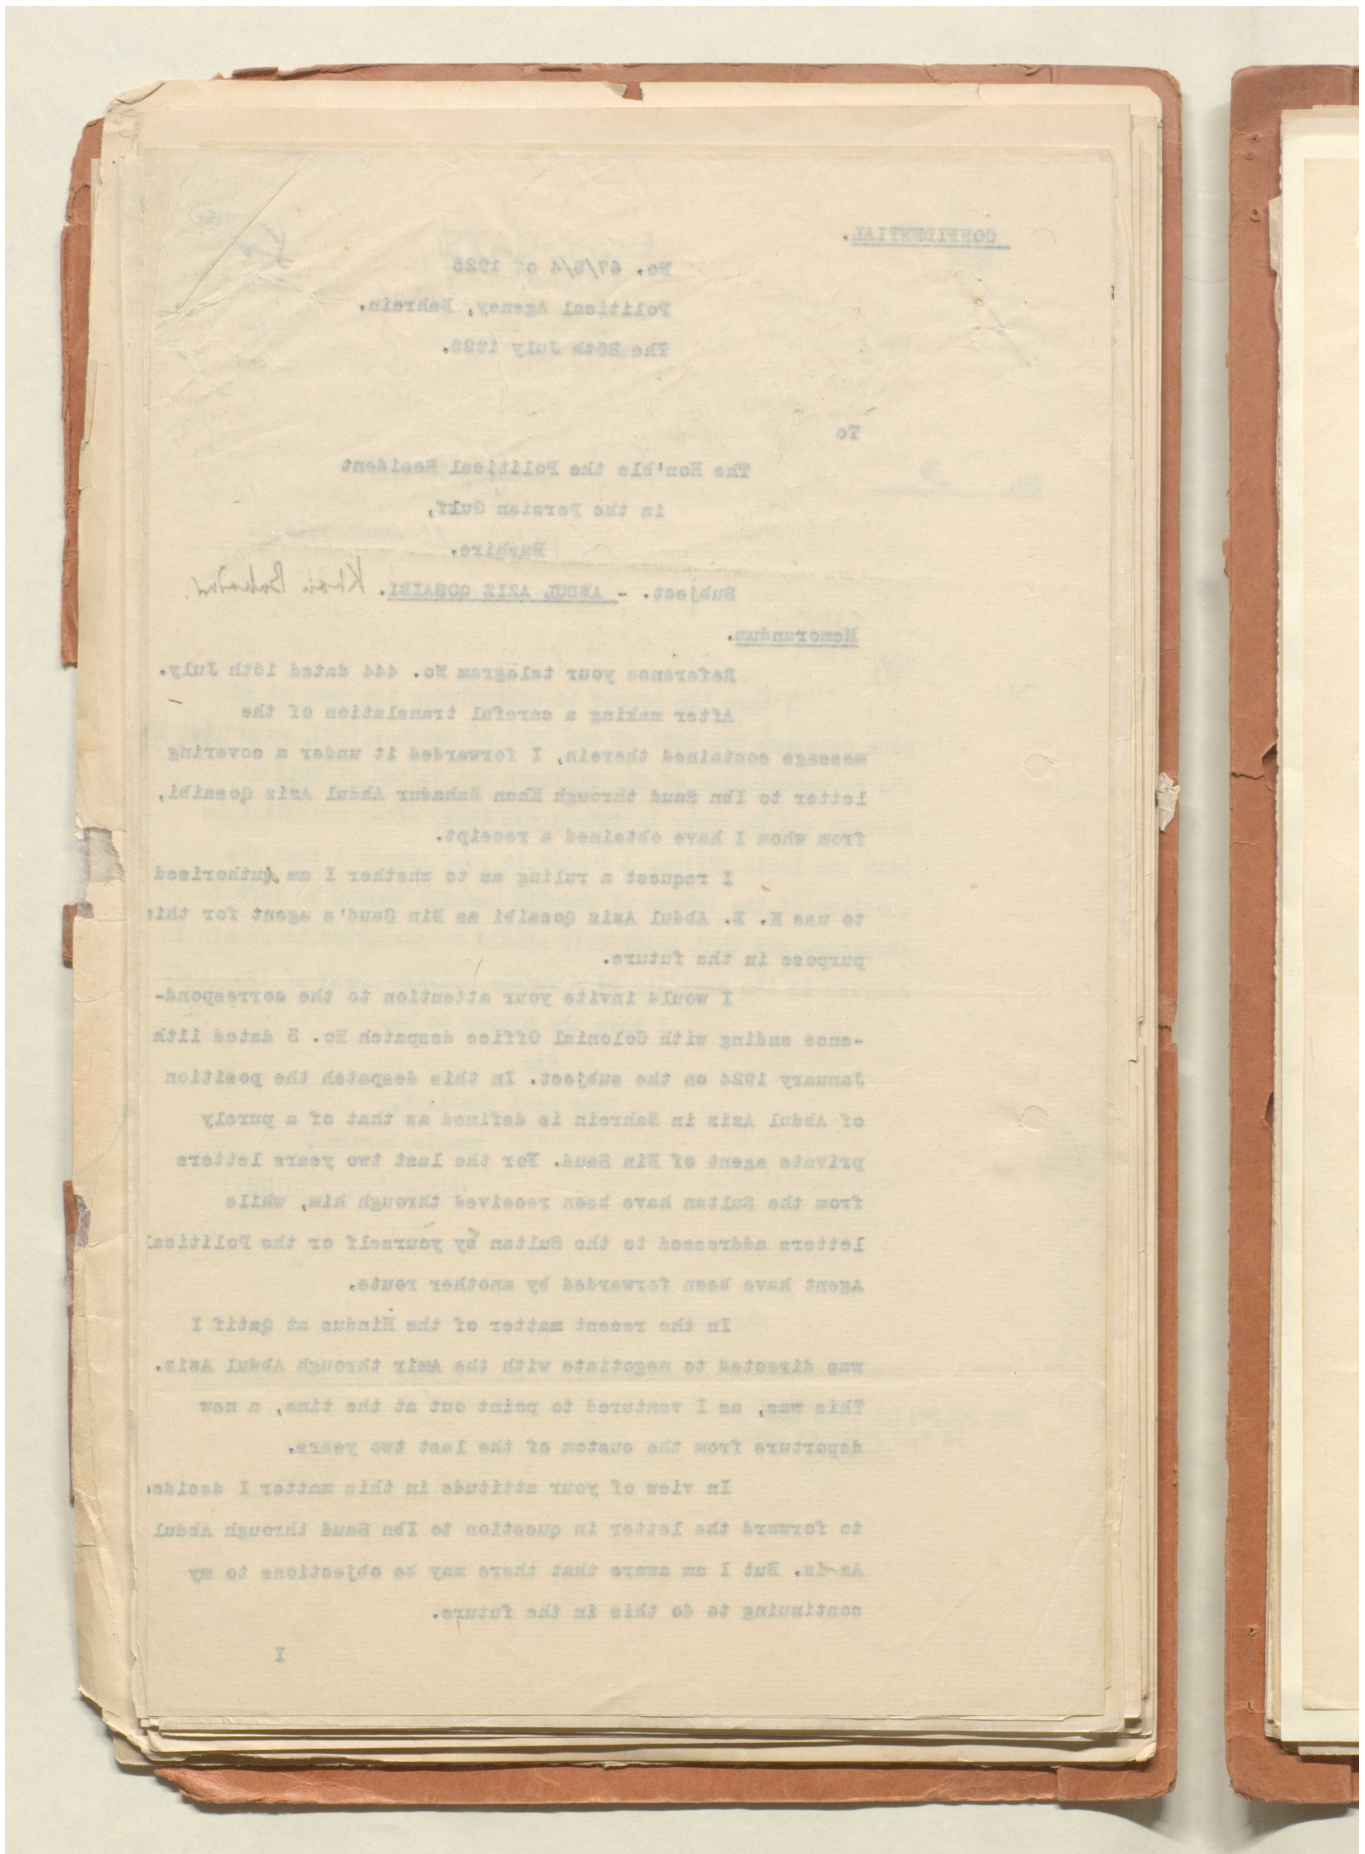 CONFIDENTIAL.
No. 67/5/4 of 1925
Political Agency, Bahrein.
The 26th July 1925.
To
The Hon'ble the Political Resident
in the Persian Gulf,
Bushire.
Subject. - ABDUL AZIZ QOSAIBI. Khan Bahadur.
Memorandum.
Reference your telegram No. 444 dated 16th July.
After making a careful translation of the
message contained therein, I forwarded it under a covering
letter to Ibn Saud through Khan Bahadur Abdul Aziz Qosaibi,
from whom I have obtained a receipt.
I request a ruling as to whether I am authorised
to use K. B. Abdul Aziz Qosaibi as Bin Saud's agent for this
purpose in the future.
I would invite your attention to the correspond-
-ence ending with Colonial Office despatch No. 3 dated 11th
January 1924 on the subject. In this despatch the position
of Abdul Aziz in Bahrein is defined as that of a purely
private agent of Bin Saud. For the last two years letters
from the Sultan have been received through him, while
letters addressed to the Sultan by yourself or the Political
Agent have been forwarded by another route.
In the recent matter of the Hindus at Qatif I
was directed to negotiate with the Amir through Abdul Aziz.
This was, as I ventured to point out at the time, a new
departure from the custom of the last two years.
In view of your attitude in this matter I decided
to forward the letter in question to Ibn Saud through Abdul
Aziz. But I am aware that there may be objections to my
continuing to do this in the future.
I